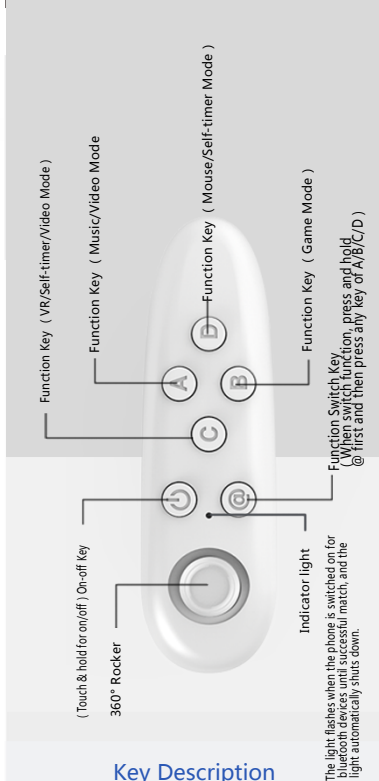 Key Description
Function Key ( VR/Self-timer/Video Mode )
Function Key ( Music/Video Mode
Function Key ( Mouse/Self-timer Mode )
Function Key ( Game Mode )
Function Switch Key
( When switch function, press and hold
@ first and then press any key of A/B/C/D )
( Touch & hold for on/off ) On-off Key
360° Rocker
Indicator light
The light flashes when the phone is switched on for
bluetooth devices until successful match, and the
light automatically shuts down.
A
B
C
D
@